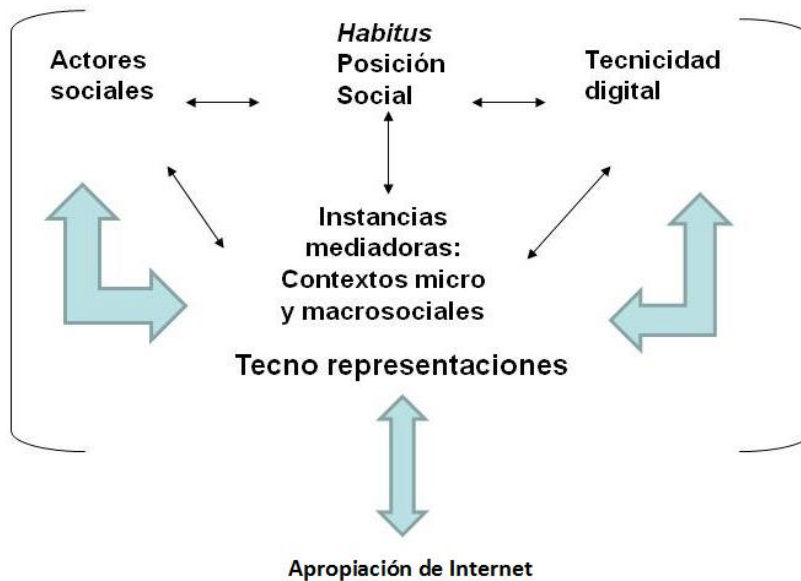 Actores
sociales
Habitus
Posición
Social
Tecnicidad
digital
Instancias
mediadoras:
Contextos micro
y macrosociales
Tecno representaciones
Apropiación de Internet